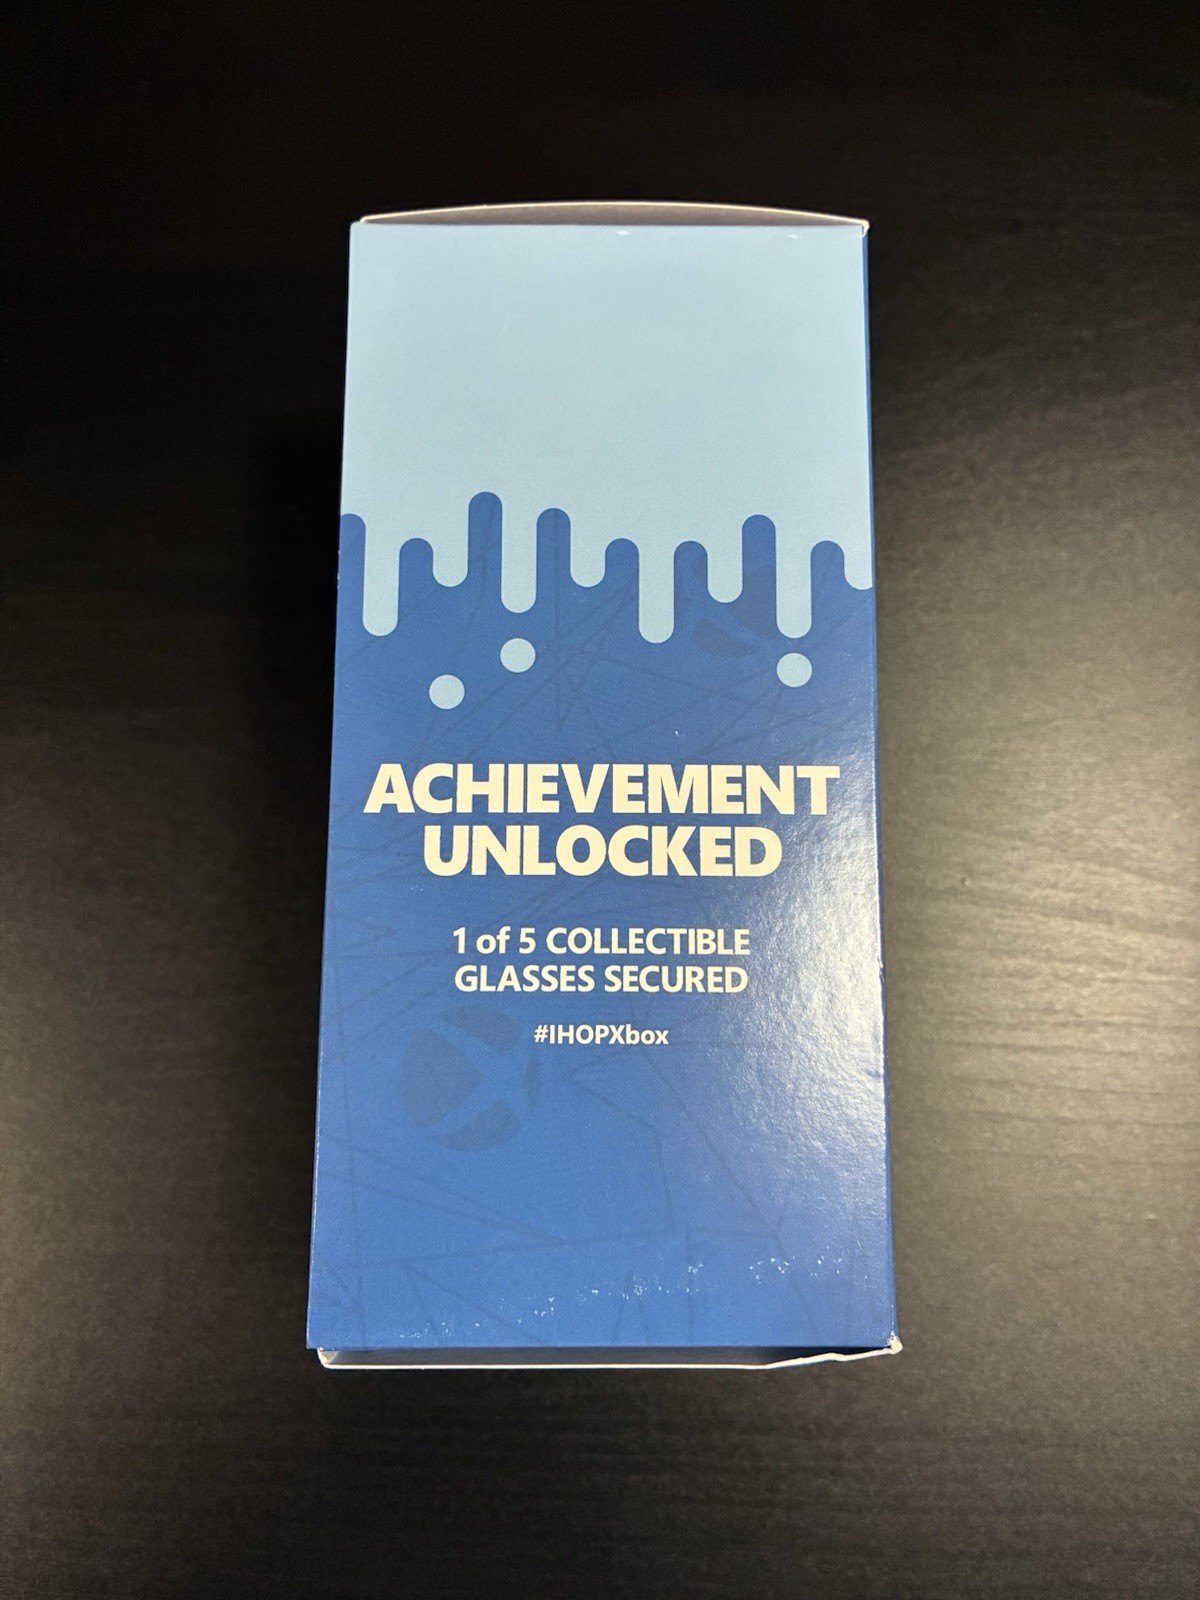 ACHIEVEMENT
UNLOCKED
1 of 5 COLLECTIBLE
GLASSES SECURED
#IHOPXbox